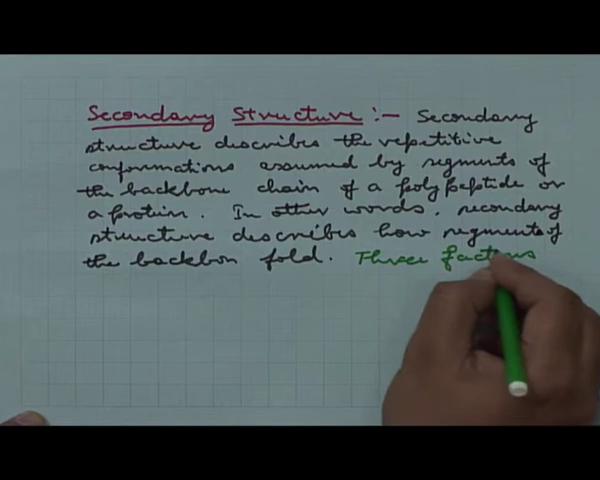 Secondary Structure :- Secondary
structure describes the repetitive
conformations assumed by segments of
the backbone chain of a polypeptide or
a protein. In other words, secondary
structure describes how segments of
the backbon fold. Three factors